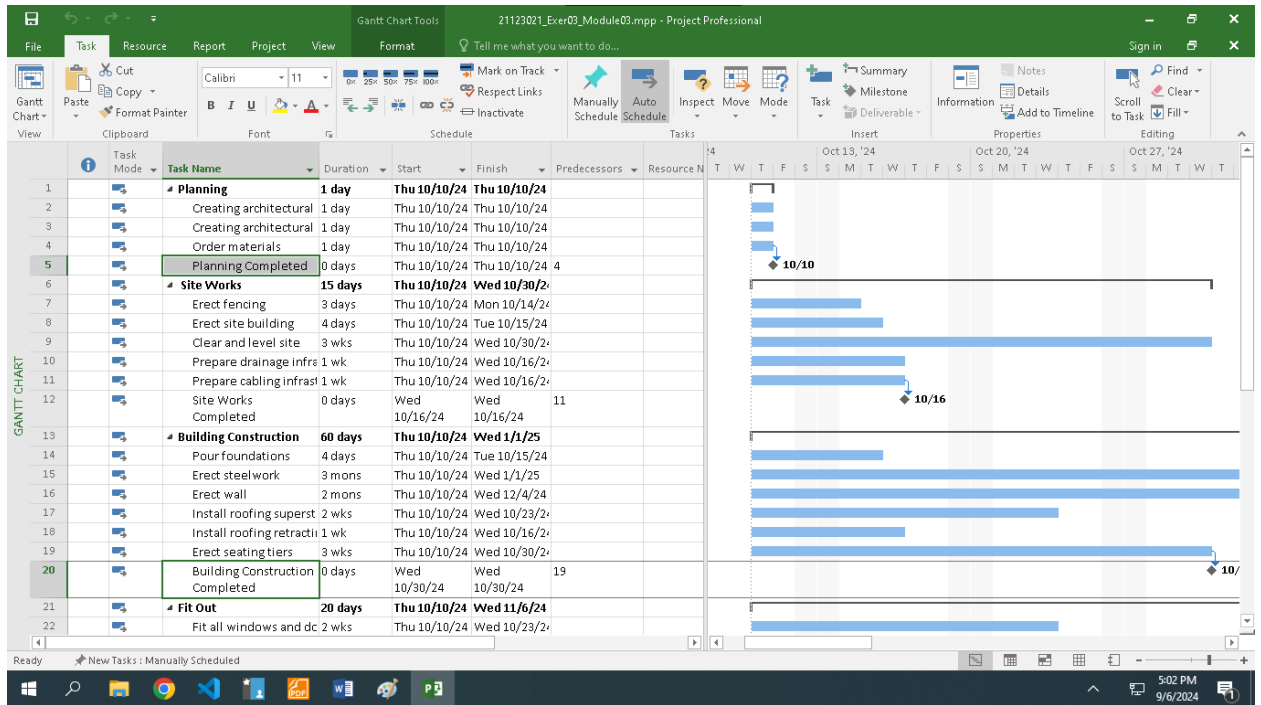 Gantt Chart Tools 21123021_Exer03_Module03.mpp - Project Professional
File Task Resource Report Project View Format Tell me what you want to do... Sign in
Gantt Chart
View
Paste Cut Copy Format Painter
Clipboard
Calibri 11
B I U A
Font
0% 25% 50% 75% 100%
Mark on Track
Respect Links
Inactivate
Schedule
Manually Schedule Auto Schedule Inspect Move Mode
Tasks
Task Summary Milestone Deliverable
Insert
Information Notes Details Add to Timeline
Properties
Scroll to Task Find Clear Fill
Editing
Task Mode Task Name Duration Start Finish Predecessors Resource N
'4 Oct 13, '24 Oct 20, '24 Oct 27, '24
T W T F S S M T W T F S S M T W T F S S M T W T
1 Planning 1 day Thu 10/10/24 Thu 10/10/24
2 Creating architectural 1 day Thu 10/10/24 Thu 10/10/24
3 Creating architectural 1 day Thu 10/10/24 Thu 10/10/24
4 Order materials 1 day Thu 10/10/24 Thu 10/10/24
5 Planning Completed 0 days Thu 10/10/24 Thu 10/10/24 4 10/10
6 Site Works 15 days Thu 10/10/24 Wed 10/30/2
7 Erect fencing 3 days Thu 10/10/24 Mon 10/14/24
8 Erect site building 4 days Thu 10/10/24 Tue 10/15/24
9 Clear and level site 3 wks Thu 10/10/24 Wed 10/30/2
10 Prepare drainage infra 1 wk Thu 10/10/24 Wed 10/16/2
11 Prepare cabling infrast 1 wk Thu 10/10/24 Wed 10/16/2
12 Site Works Completed 0 days Wed 10/16/24 Wed 10/16/24 11 10/16
13 Building Construction 60 days Thu 10/10/24 Wed 1/1/25
14 Pour foundations 4 days Thu 10/10/24 Tue 10/15/24
15 Erect steelwork 3 mons Thu 10/10/24 Wed 1/1/25
16 Erect wall 2 mons Thu 10/10/24 Wed 12/4/24
17 Install roofing superst 2 wks Thu 10/10/24 Wed 10/23/2
18 Install roofing retractin 1 wk Thu 10/10/24 Wed 10/16/2
19 Erect seating tiers 3 wks Thu 10/10/24 Wed 10/30/2
20 Building Construction Completed 0 days Wed 10/30/24 Wed 10/30/24 19 10/
21 Fit Out 20 days Thu 10/10/24 Wed 11/6/24
22 Fit all windows and dc 2 wks Thu 10/10/24 Wed 10/23/2
GANTT CHART
Ready New Tasks : Manually Scheduled
5:02 PM
9/6/2024
1